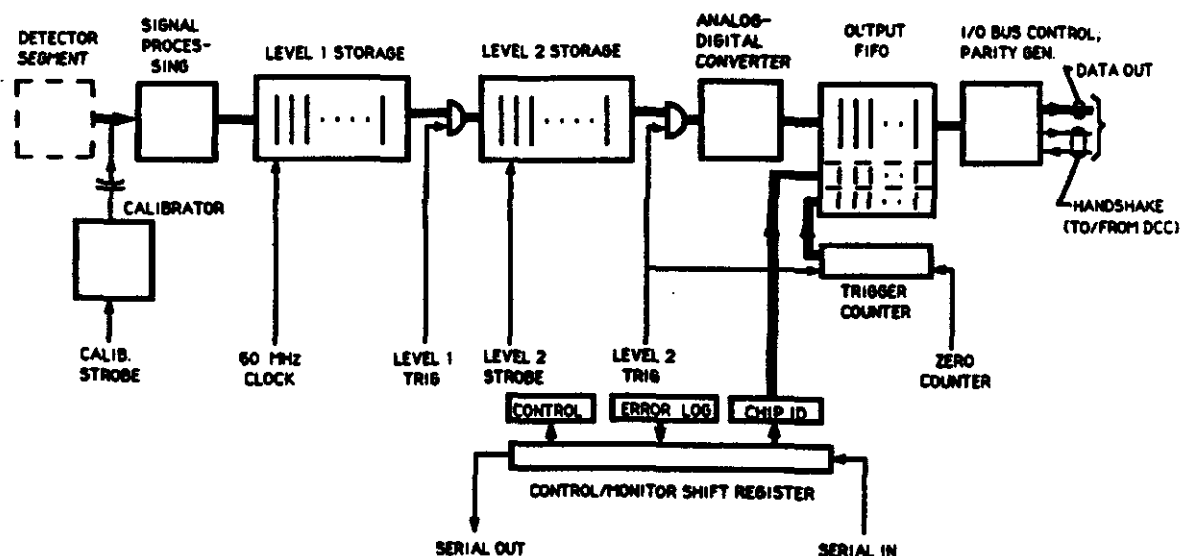 DETECTOR
SEGMENT
SIGNAL
PROCES-
SING
LEVEL 1 STORAGE
LEVEL 2 STORAGE
ANALOG-
DIGITAL
CONVERTER
OUTPUT
FIFO
I/O BUS CONTROL,
PARITY GEN.
DATA OUT
HANDSHAKE
(TO/FROM DCC)
CALIBRATOR
TRIGGER
COUNTER
CALIB.
STROBE
60 MHz
CLOCK
LEVEL 1
TRIG
LEVEL 2
STROBE
LEVEL 2
TRIG
ZERO
COUNTER
CONTROL
ERROR LOG
CHIP ID
CONTROL/MONITOR SHIFT REGISTER
SERIAL OUT
SERIAL IN